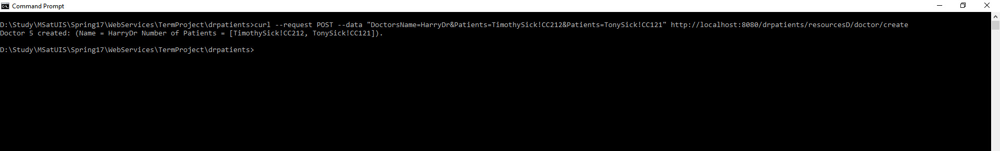 Command Prompt
D:\Study\MSatUIS\Spring17\WebServices\TermProject\drpatients>curl --request POST --data "DoctorsName=HarryDr&Patients=TimothySick!CC212&Patients=TonySick!CC121" http://localhost:8080/drpatients/resourcesD/doctor/create
Doctor 5 created: (Name = HarryDr Number of Patients = [TimothySick!CC212, TonySick!CC121]).
D:\Study\MSatUIS\Spring17\WebServices\TermProject\drpatients>